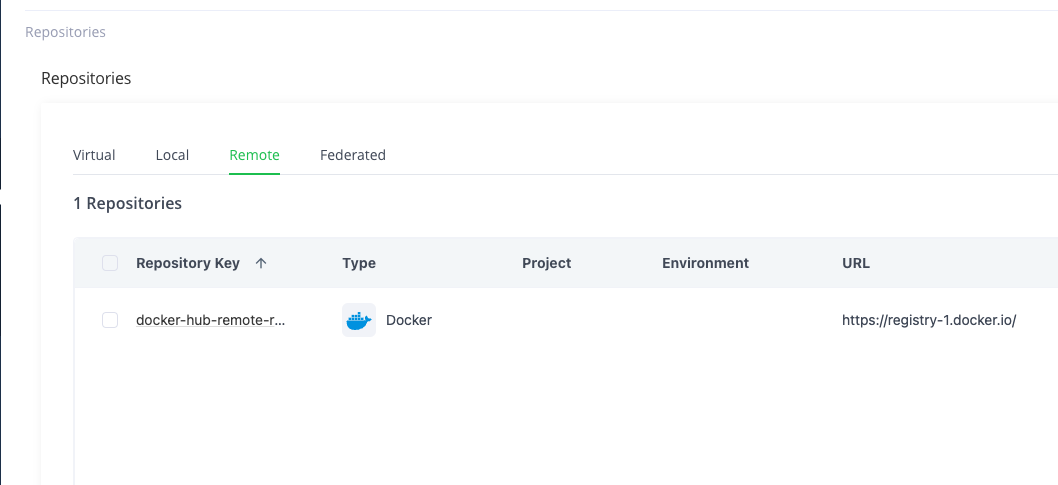 Repositories
Repositories
Virtual Local Remote Federated
1 Repositories
Repository Key ↑ Type Project Environment URL
docker-hub-remote-r... Docker https://registry-1.docker.io/